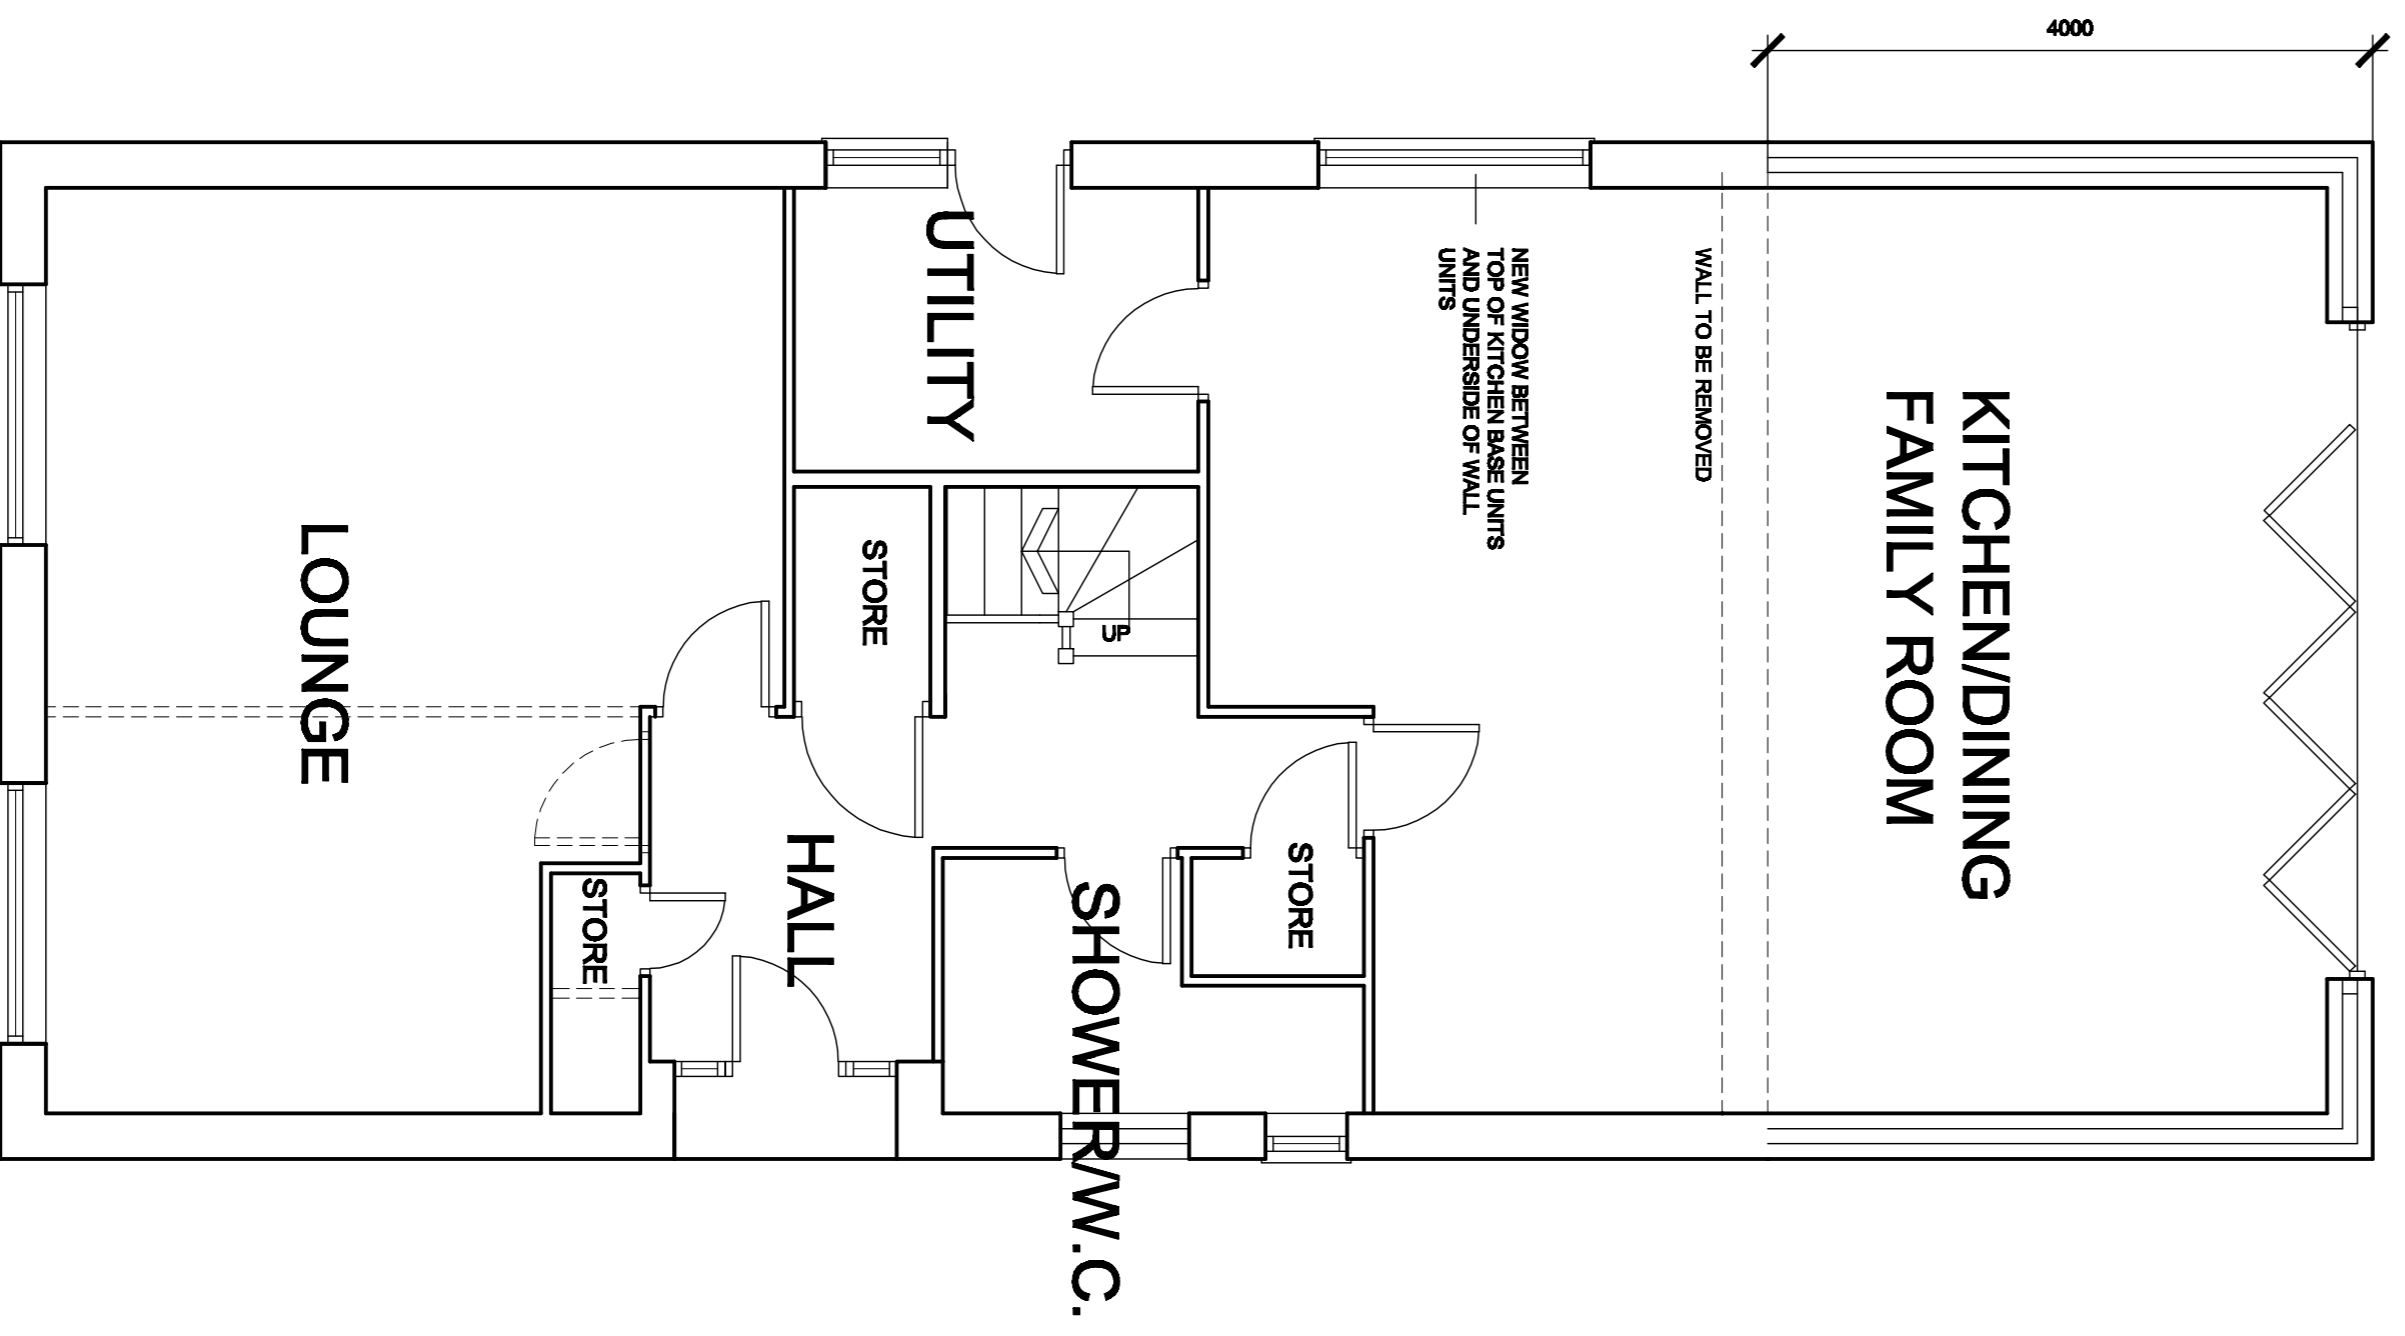 4000
KITCHEN/DINING
FAMILY ROOM
WALL TO BE REMOVED
NEW WIDOW BETWEEN
TOP OF KITCHEN BASE UNITS
AND UNDERSIDE OF WALL
UNITS
UTILITY
STORE
UP
STORE
SHOWER/W.C.
HALL
LOUNGE
STORE